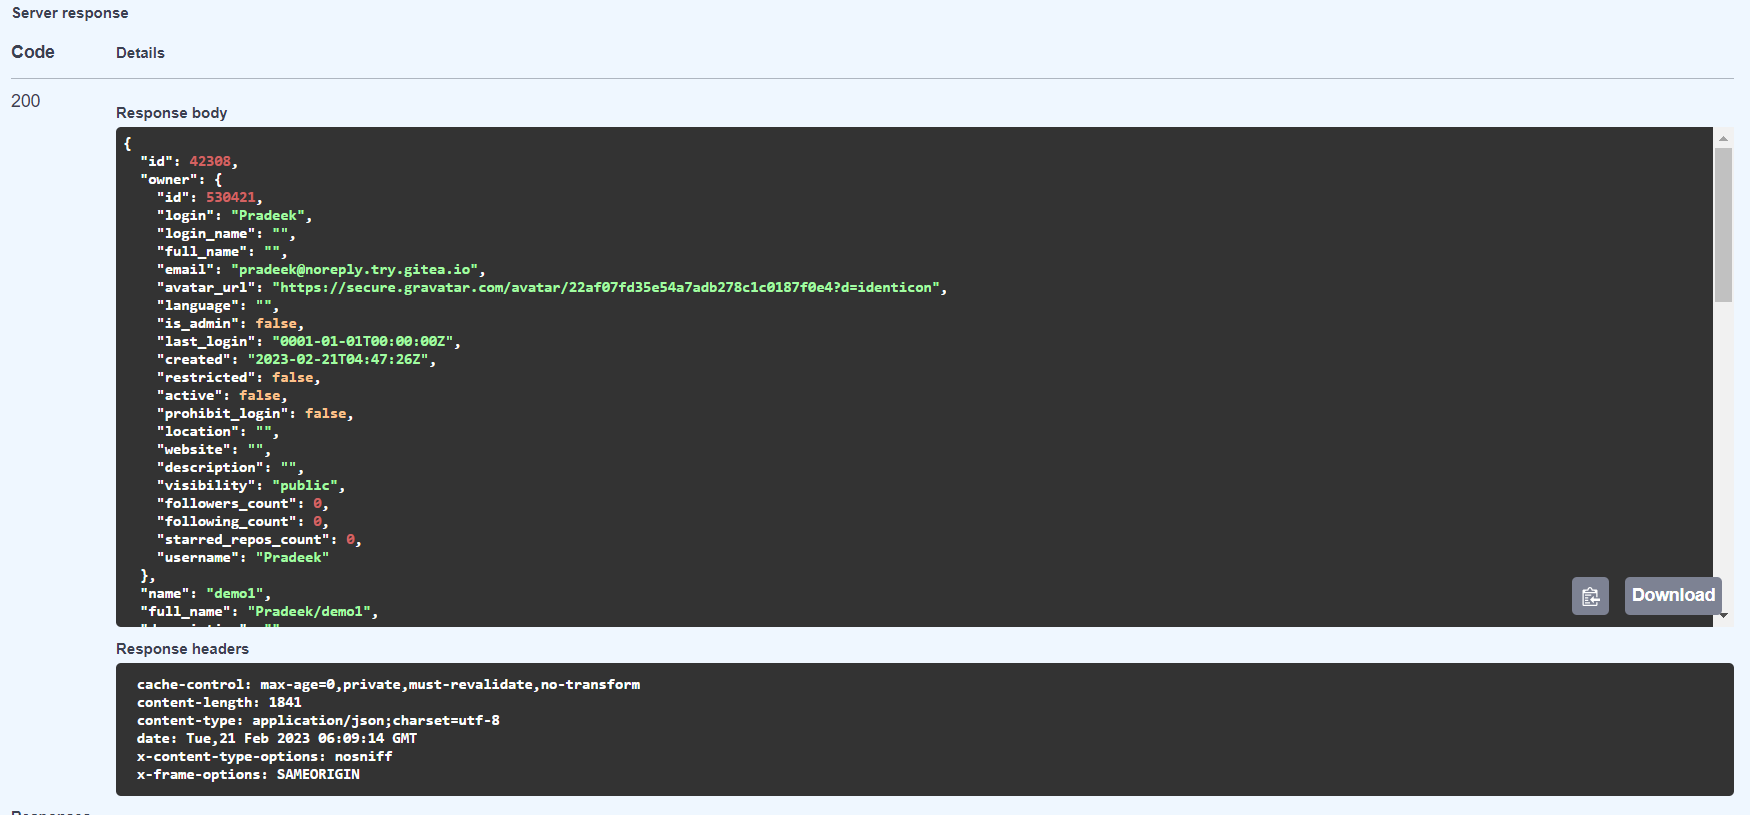 Server response
Code Details
200
Response body
{
  "id": 42308,
  "owner": {
    "id": 530421,
    "login": "Pradeek",
    "login_name": "",
    "full_name": "",
    "email": "pradeek@noreply.try.gitea.io",
    "avatar_url": "https://secure.gravatar.com/avatar/22af07fd35e54a7adb278c1c0187f0e4?d=identicon",
    "language": "",
    "is_admin": false,
    "last_login": "0001-01-01T00:00:00Z",
    "created": "2023-02-21T04:47:26Z",
    "restricted": false,
    "active": false,
    "prohibit_login": false,
    "location": "",
    "website": "",
    "description": "",
    "visibility": "public",
    "followers_count": 0,
    "following_count": 0,
    "starred_repos_count": 0,
    "username": "Pradeek"
  },
  "name": "demo1",
  "full_name": "Pradeek/demo1",
Download
Response headers
cache-control: max-age=0,private,must-revalidate,no-transform
content-length: 1841
content-type: application/json;charset=utf-8
date: Tue,21 Feb 2023 06:09:14 GMT
x-content-type-options: nosniff
x-frame-options: SAMEORIGIN